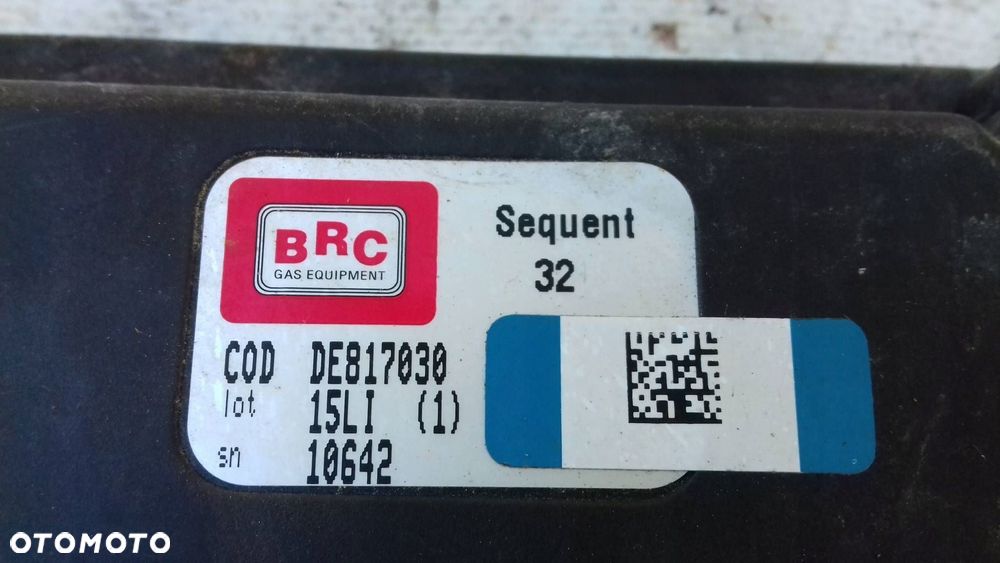 BRC
GAS EQUIPMENT
Sequent
32
COD DE817030
lot 15LI (1)
sn 10642
OTOMOTO